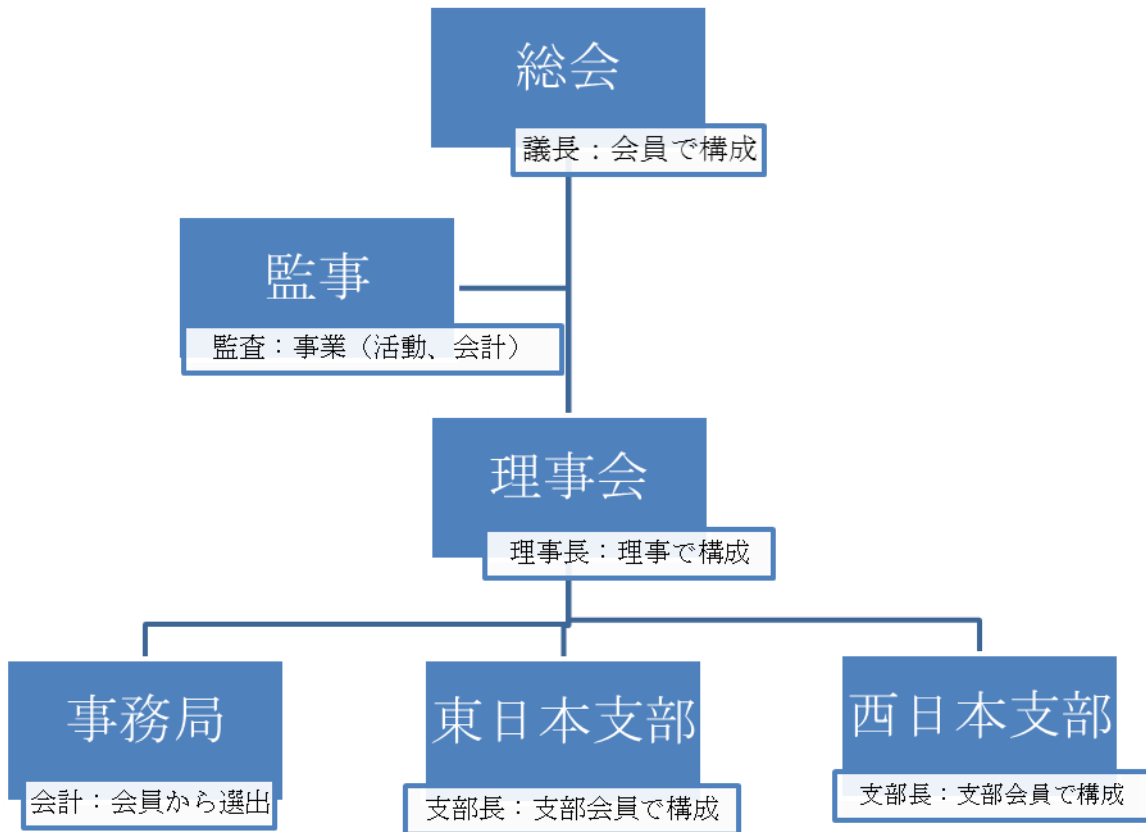 総会
議長：会員で構成
監事
監査：事業（活動、会計）
理事会
理事長：理事で構成
事務局
会計：会員から選出
東日本支部
支部長：支部会員で構成
西日本支部
支部長：支部会員で構成